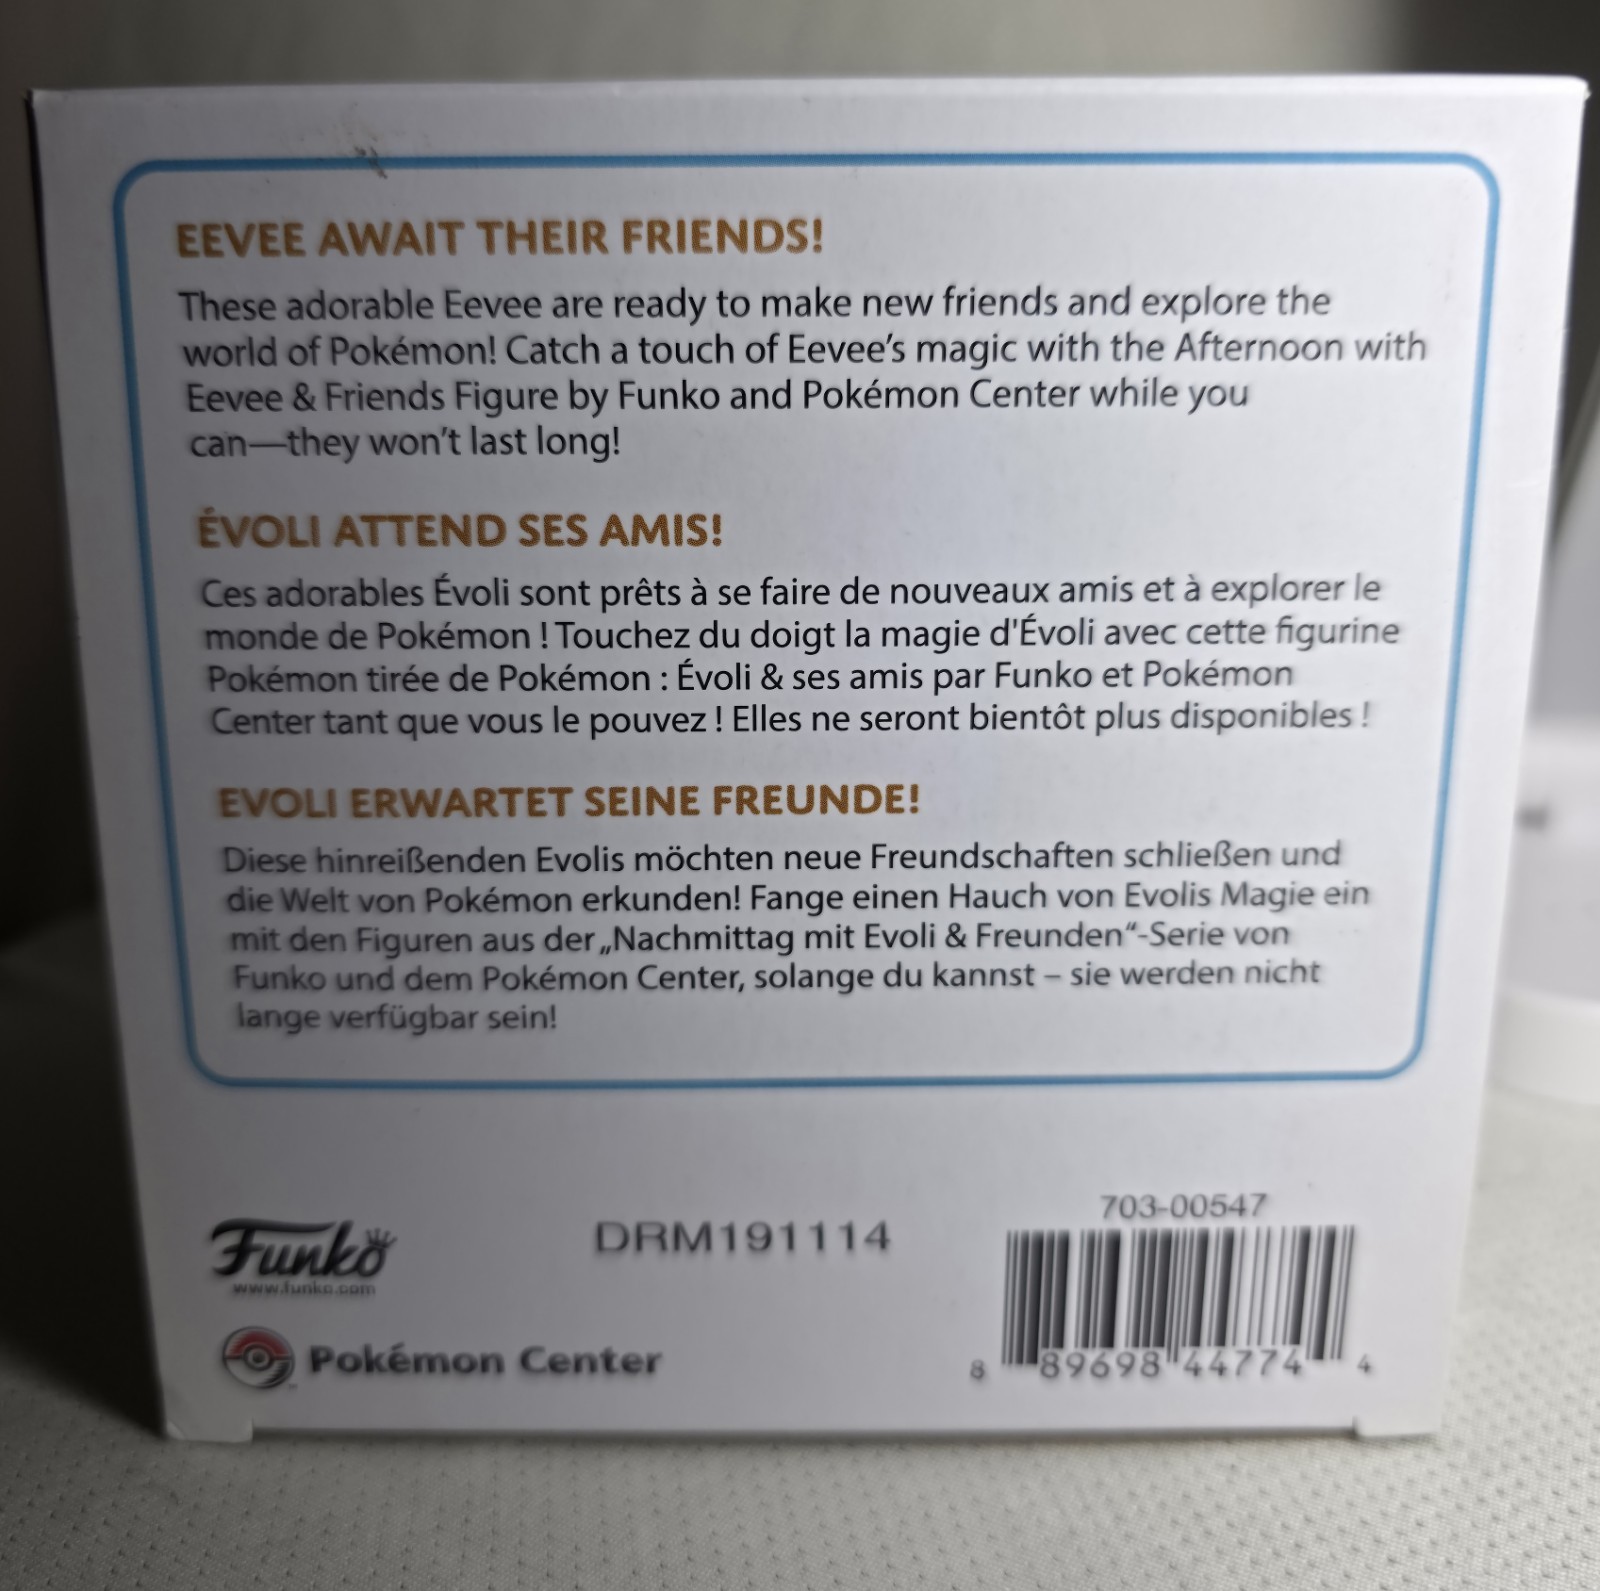 EEVEE AWAIT THEIR FRIENDS!
These adorable Eevee are ready to make new friends and explore the
world of Pokémon! Catch a touch of Eevee's magic with the Afternoon with
Eevee & Friends Figure by Funko and Pokémon Center while you
can—they won't last long!
ÉVOLI ATTEND SES AMIS!
Ces adorables Évoli sont prêts à se faire de nouveaux amis et à explorer le
monde de Pokémon ! Touchez du doigt la magie d'Évoli avec cette figurine
Pokémon tirée de Pokémon : Évoli & ses amis par Funko et Pokémon
Center tant que vous le pouvez ! Elles ne seront bientôt plus disponibles !
EVOLI ERWARTET SEINE FREUNDE!
Diese hinreißenden Evolis möchten neue Freundschaften schließen und
die Welt von Pokémon erkunden! Fange einen Hauch von Evolis Magie ein
mit den Figuren aus der „Nachmittag mit Evoli & Freunden“-Serie von
Funko und dem Pokémon Center, solange du kannst – sie werden nicht
lange verfügbar sein!
Funko
www.funko.com
DRM191114
703-00547
8 89698 44774 4
Pokémon Center